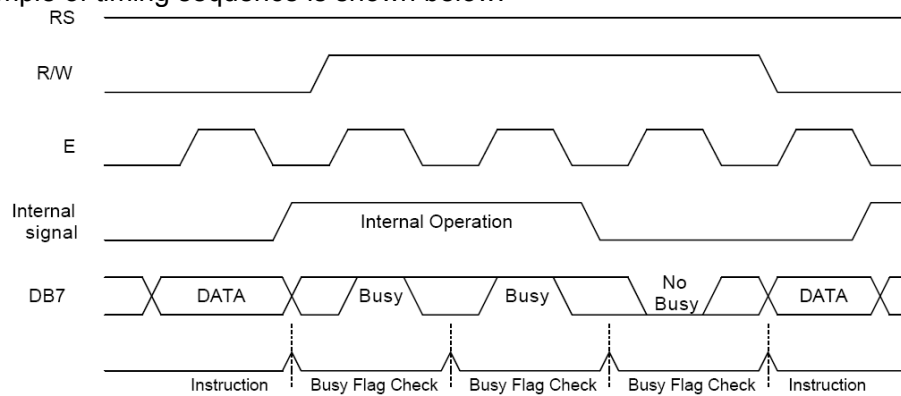 mple of timing sequence is shown below.
RS
R/W
E
Internal
signal
Internal Operation
DB7
DATA
Busy
Busy
No
Busy
DATA
Instruction
Busy Flag Check
Busy Flag Check
Busy Flag Check
Instruction